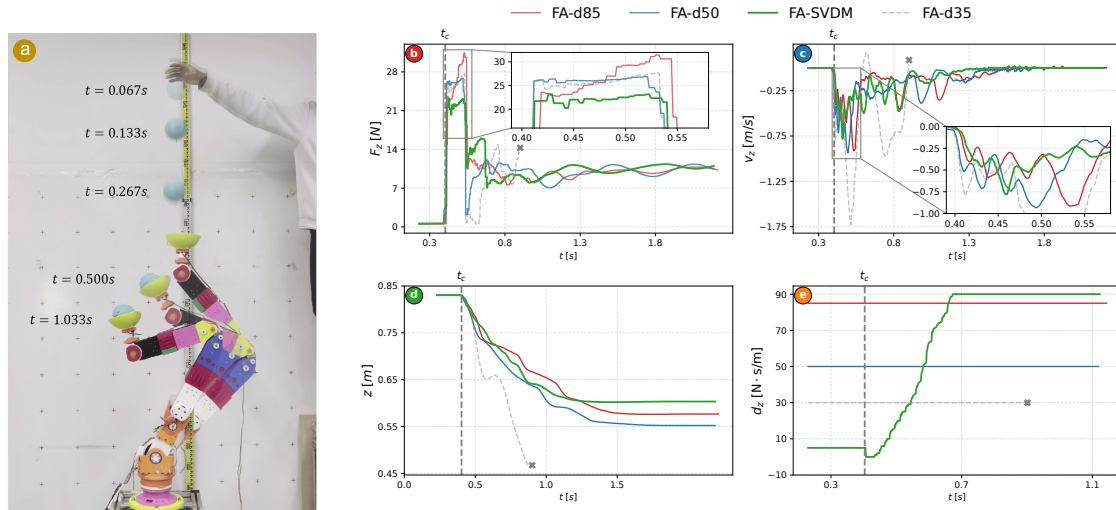 FA-d85 FA-d50 FA-SVDM FA-d35
a
t = 0.067s
t = 0.133s
t = 0.267s
t = 0.500s
t = 1.033s
b
t_c
F_z [N]
28
21
14
7
0
0.3 0.8 1.3 1.8
t [s]
30
25
20
0.40 0.45 0.50 0.55
c
t_c
v_z [m/s]
−0.25
−0.75
−1.25
−1.75
0.3 0.8 1.3 1.8
t [s]
0.00
−0.25
−0.50
−0.75
−1.00
0.40 0.45 0.50 0.55
d
t_c
z [m]
0.85
0.75
0.65
0.55
0.45
0.0 0.5 1.0 1.5 2.0
t [s]
e
t_c
d_z [N· s/m]
90
70
50
30
10
−10
0.3 0.7 1.1
t [s]